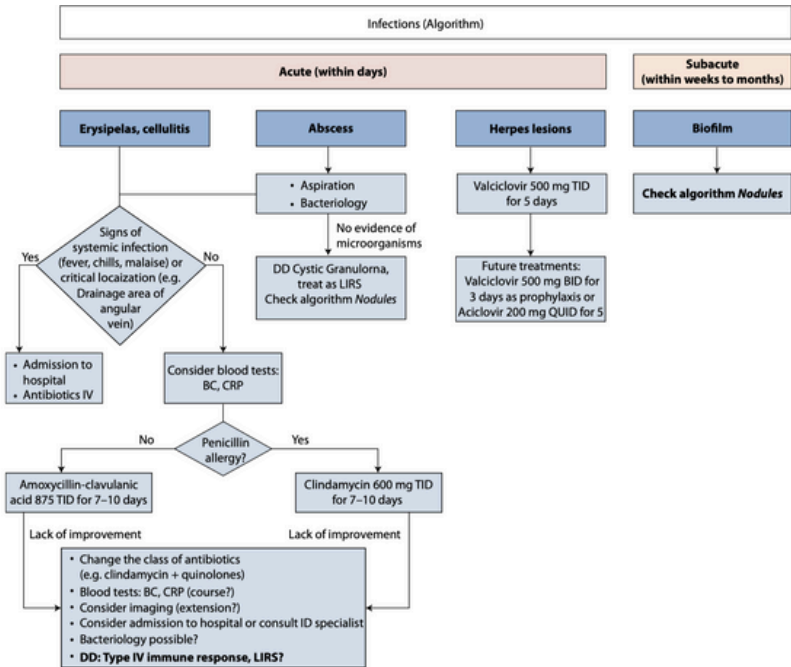 Infections (Algorithm)
Acute (within days)
Subacute
(within weeks to months)
Erysipelas, cellulitis
Abscess
Herpes lesions
Biofilm
• Aspiration
• Bacteriology
Valciclovir 500 mg TID
for 5 days
Check algorithm Nodules
No evidence of
microorganisms
Signs of
systemic infection
(fever, chills, malaise) or
critical locaization (e.g.
Drainage area of
angular
vein)
Yes
No
DD Cystic Granulorna,
treat as LIRS
Check algorithm Nodules
Future treatments:
Valciclovir 500 mg BID for
3 days as prophylaxis or
Aciclovir 200 mg QUID for 5
• Admission to
hospital
• Antibiotics IV
Consider blood tests:
BC, CRP
Penicillin
allergy?
No
Yes
Amoxycillin-clavulanic
acid 875 TID for 7–10 days
Clindamycin 600 mg TID
for 7–10 days
Lack of improvement
Lack of improvement
• Change the class of antibiotics
(e.g. clindamycin + quinolones)
• Blood tests: BC, CRP (course?)
• Consider imaging (extension?)
• Consider admission to hospital or consult ID specialist
• Bacteriology possible?
• DD: Type IV immune response, LIRS?